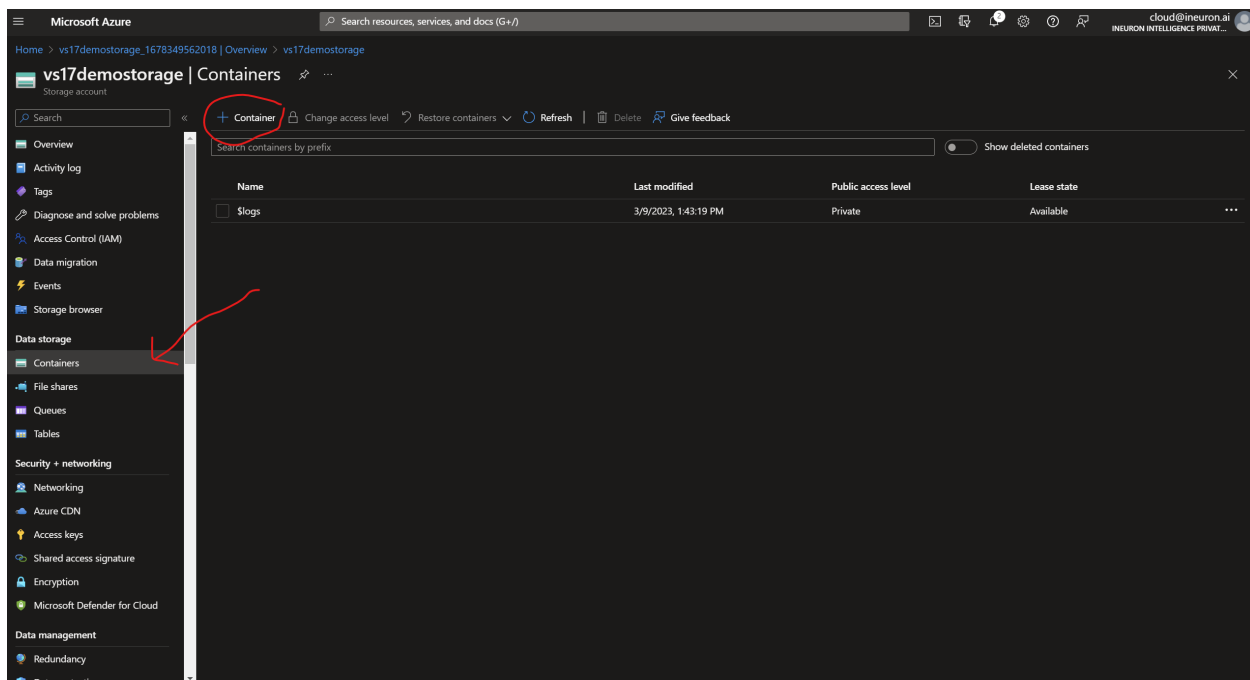 Microsoft Azure
Search resources, services, and docs (G+/)
2
cloud@ineuron.ai
INEURON INTELLIGENCE PRIVAT...
Home > vs17demostorage_1678349562018 | Overview > vs17demostorage
vs17demostorage | Containers
Storage account
Search
Container
Change access level
Restore containers
Refresh
Delete
Give feedback
Search containers by prefix
Show deleted containers
Name Last modified Public access level Lease state
$logs 3/9/2023, 1:43:19 PM Private Available
Overview
Activity log
Tags
Diagnose and solve problems
Access Control (IAM)
Data migration
Events
Storage browser
Data storage
Containers
File shares
Queues
Tables
Security + networking
Networking
Azure CDN
Access keys
Shared access signature
Encryption
Microsoft Defender for Cloud
Data management
Redundancy